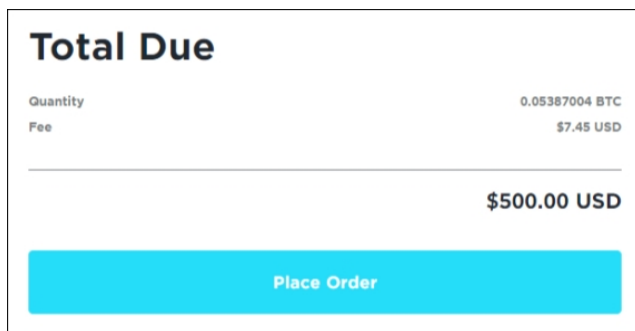 Total Due
Quantity 0.05387004 BTC
Fee $7.45 USD
$500.00 USD
Place Order